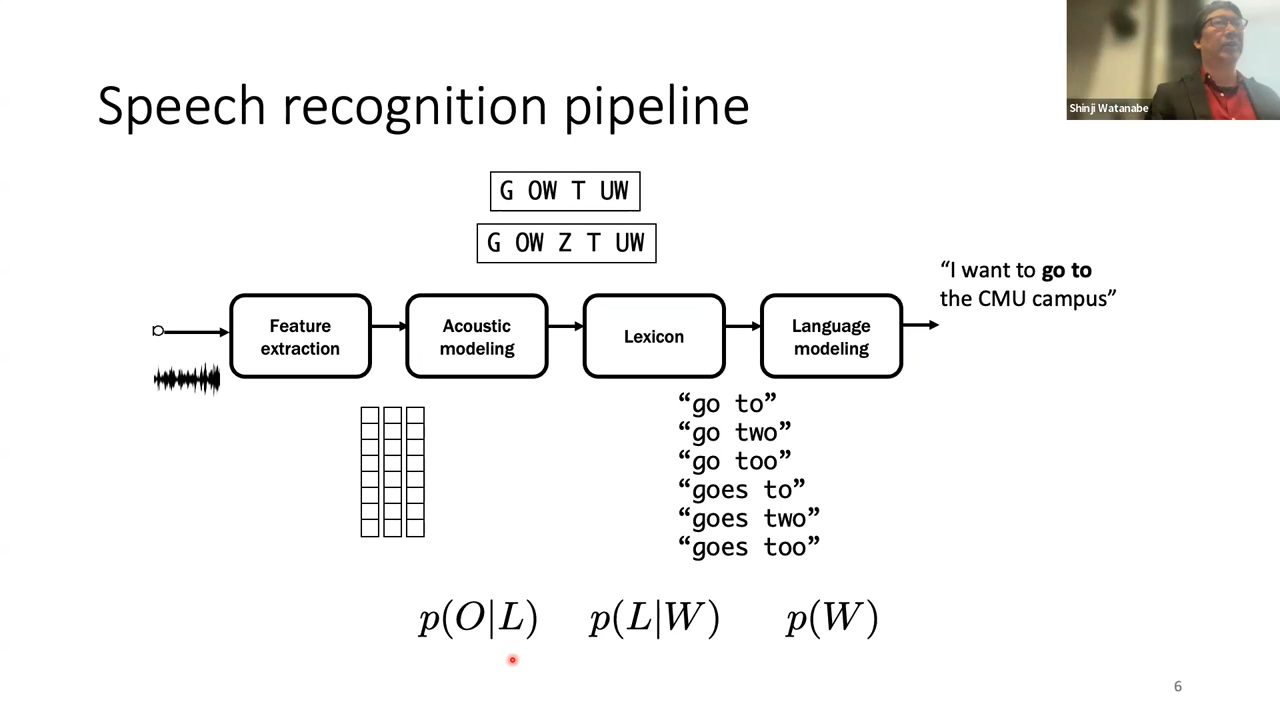 Shinji Watanabe
Speech recognition pipeline
G OW T UW
G OW Z T UW
“I want to go to
the CMU campus”
Feature
extraction
Acoustic
modeling
Lexicon
Language
modeling
“go to”
“go two”
“go too”
“goes to”
“goes two”
“goes too”
p(O|L) p(L|W) p(W)
6